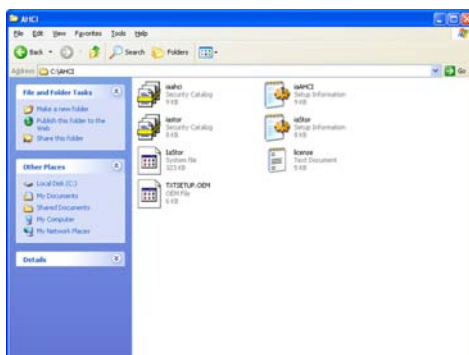 AHCI
File Edit View Favorites Tools Help
Back Search Folders
Address C:\AHCI Go
File and Folder Tasks
Make a new folder
Publish this folder to the Web
Share this folder
Other Places
Local Disk (C:)
My Documents
Shared Documents
My Computer
My Network Places
Details
iaahci
Security Catalog
9 KB
iaAHCI
Setup Information
9 KB
iastor
Security Catalog
8 KB
iaStor
Setup Information
8 KB
IaStor
System file
323 KB
license
Text Document
5 KB
TXTSETUP.OEM
OEM File
6 KB